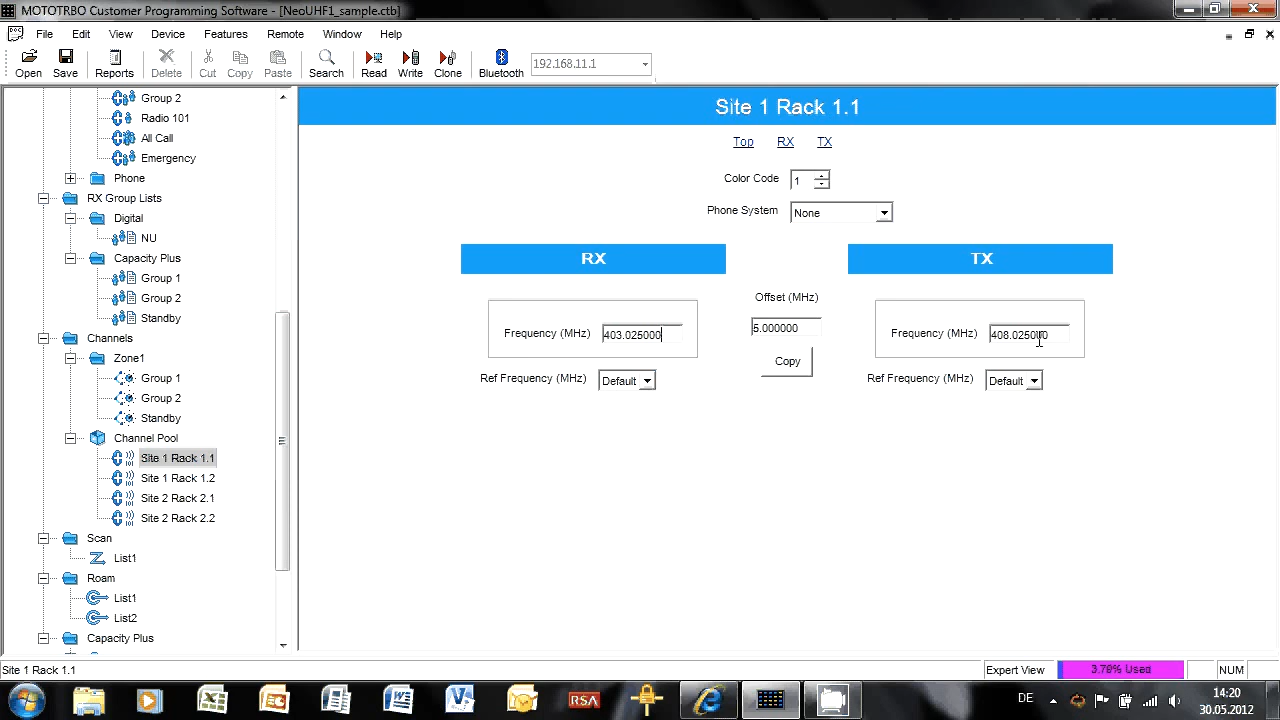 MOTOTRBO Customer Programming Software - [NeoUHF1_sample.ctb]
File Edit View Device Features Remote Window Help
Open Save Reports Delete Cut Copy Paste Search Read Write Clone Bluetooth 192.168.11.1
Group 2
Radio 101
All Call
Emergency
Phone
RX Group Lists
Digital
NU
Capacity Plus
Group 1
Group 2
Standby
Channels
Zone1
Group 1
Group 2
Standby
Channel Pool
Site 1 Rack 1.1
Site 1 Rack 1.2
Site 2 Rack 2.1
Site 2 Rack 2.2
Scan
List1
Roam
List1
List2
Capacity Plus
Site 1 Rack 1.1
Top RX TX
Color Code 1
Phone System None
RX TX
Offset (MHz)
Frequency (MHz) 403.025000 5.000000 Frequency (MHz) 408.025000
Copy
Ref Frequency (MHz) Default Ref Frequency (MHz) Default
Site 1 Rack 1.1 Expert View 3.79% Used NUM
RSA DE 14:20
30.05.2012